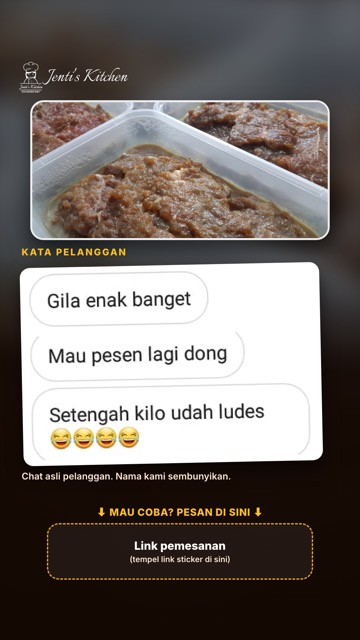 Jenti's Kitchen
KATA PELANGGAN
Gila enak banget
Mau pesen lagi dong
Setengah kilo udah ludes
😂😂😂😂
Chat asli pelanggan. Nama kami sembunyikan.
⬇ MAU COBA? PESAN DI SINI ⬇
Link pemesanan
(tempel link sticker di sini)